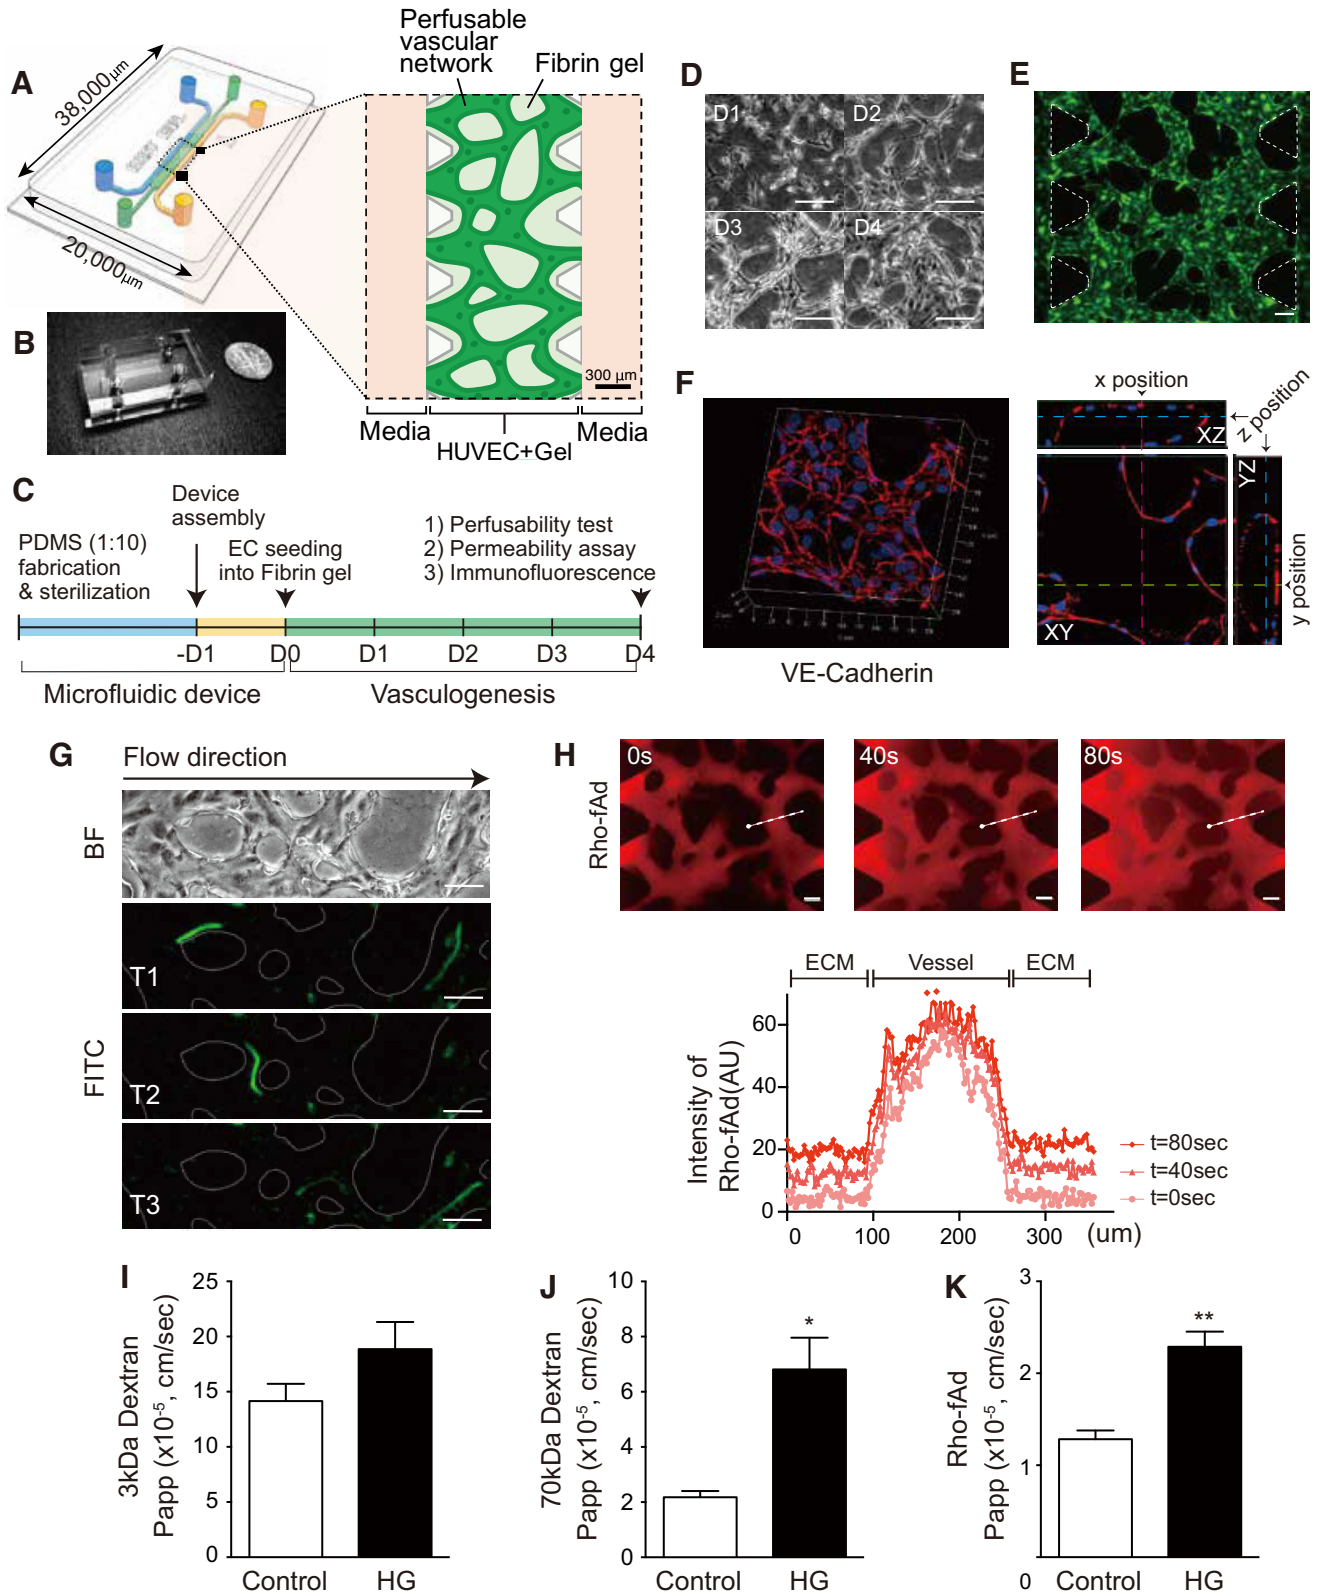 A
38,000μm
20,000μm
Perfusable
vascular
network
Fibrin gel
300 μm
Media
HUVEC+Gel
Media
B
C
PDMS (1:10)
fabrication
& sterilization
Device
assembly
EC seeding
into Fibrin gel
1) Perfusability test
2) Permeability assay
3) Immunofluorescence
-D1
D0
D1
D2
D3
D4
Microfluidic device
Vasculogenesis
D
D1
D2
D3
D4
E
F
VE-Cadherin
x position
z position
y position
XZ
YZ
XY
G
Flow direction
BF
FITC
T1
T2
T3
H
Rho-fAd
0s
40s
80s
ECM
Vessel
ECM
Intensity of
Rho-fAd(AU)
60
40
20
0
0
100
200
300
(um)
t=80sec
t=40sec
t=0sec
I
3kDa Dextran
Papp (x10⁻⁵, cm/sec)
25
20
15
10
5
0
Control
HG
J
70kDa Dextran
Papp (x10⁻⁵, cm/sec)
10
8
6
4
2
0
*
Control
HG
K
Rho-fAd
Papp (x10⁻⁵, cm/sec)
3
2
1
0
**
Control
HG